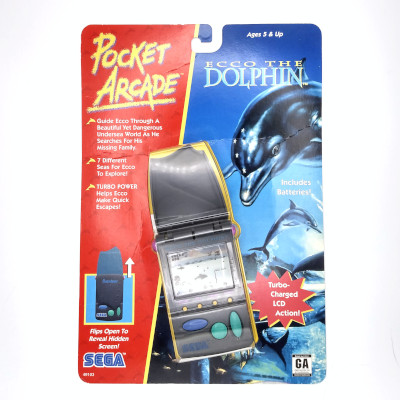 Pocket
Arcade™
Ages 5 & Up
ECCO THE
DOLPHIN™
Guide Ecco Through A
Beautiful Yet Dangerous
Undersea World As He
Searches For His
Missing Family.
7 Different
Seas For Ecco
To Explore!
TURBO POWER
Helps Ecco
Make Quick
Escapes!
Includes
Batteries!
Flips Open To
Reveal Hidden
Screen!
SEGA
Turbo-
Charged
LCD
Action!
GA